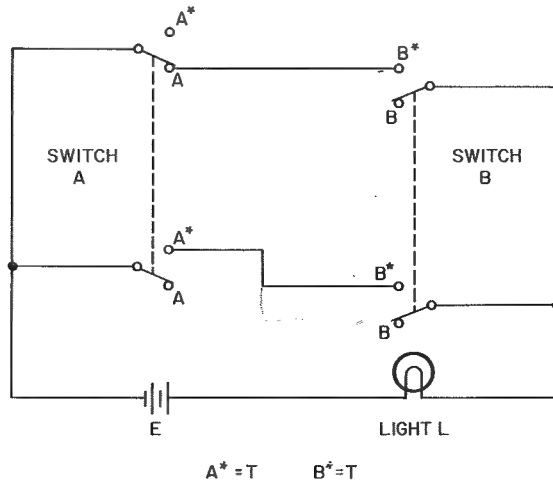 A*
A
B*
B
SWITCH
A
SWITCH
B
A*
A
B*
B
E
LIGHT L
A* = T B* = T